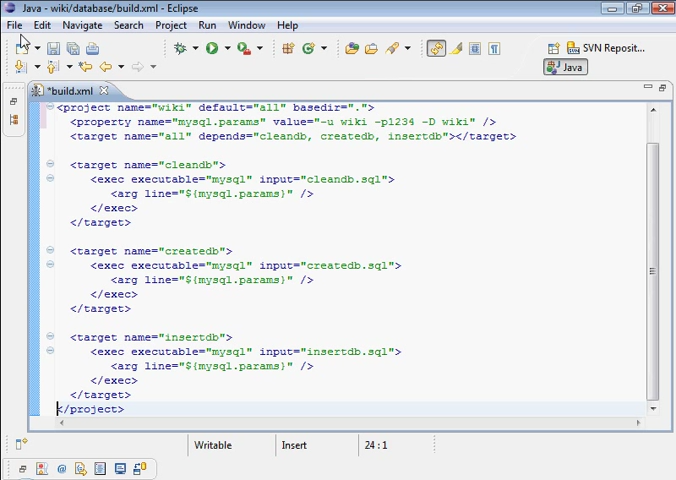 Java - wiki/database/build.xml - Eclipse
File Edit Navigate Search Project Run Window Help
SVN Reposit...
Java
*build.xml
<project name="wiki" default="all" basedir=".">
<property name="mysql.params" value="-u wiki -p1234 -D wiki" />
<target name="all" depends="cleandb, createdb, insertdb"></target>
<target name="cleandb">
<exec executable="mysql" input="cleandb.sql">
<arg line="${mysql.params}" />
</exec>
</target>
<target name="createdb">
<exec executable="mysql" input="createdb.sql">
<arg line="${mysql.params}" />
</exec>
</target>
<target name="insertdb">
<exec executable="mysql" input="insertdb.sql">
<arg line="${mysql.params}" />
</exec>
</target>
</project>
Writable Insert 24 : 1